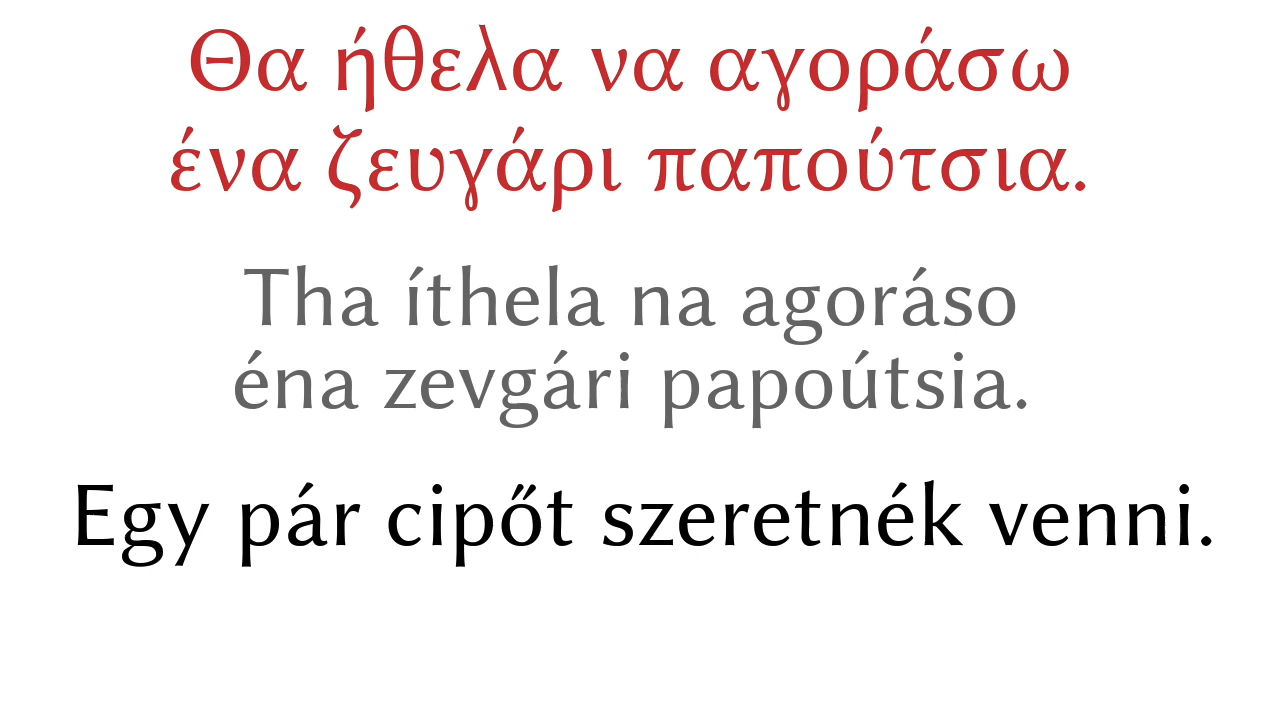 Θα ήθελα να αγοράσω
ένα ζευγάρι παπούτσια.
Tha íthela na agoráso
éna zevgári papoútsia.
Egy pár cipőt szeretnék venni.